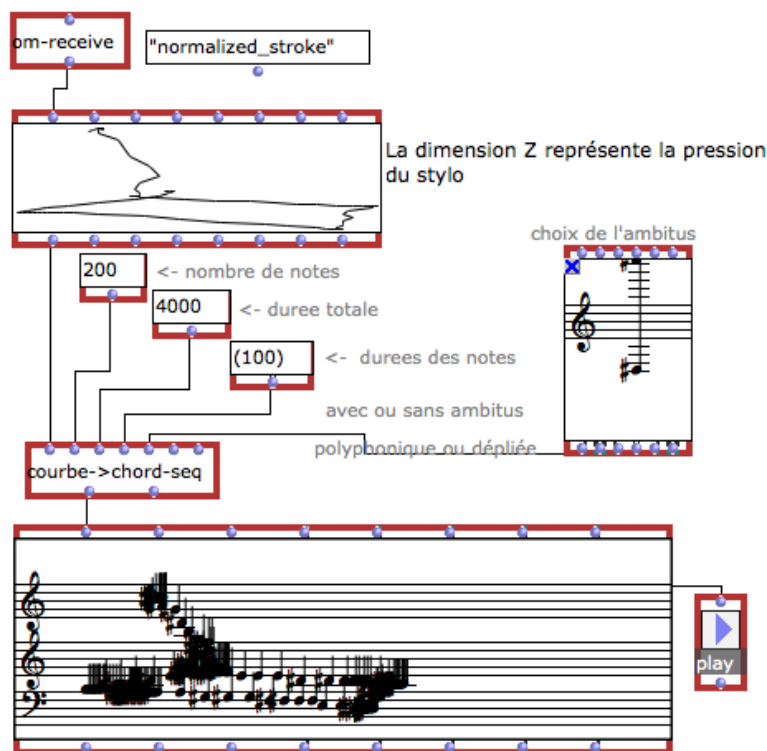 om-receive
"normalized_stroke"
La dimension Z représente la pression
du stylo
choix de l'ambitus
200
<- nombre de notes
4000
<- duree totale
(100)
<- durees des notes
avec ou sans ambitus
polyphonique ou dépliée
courbe->chord-seq
play